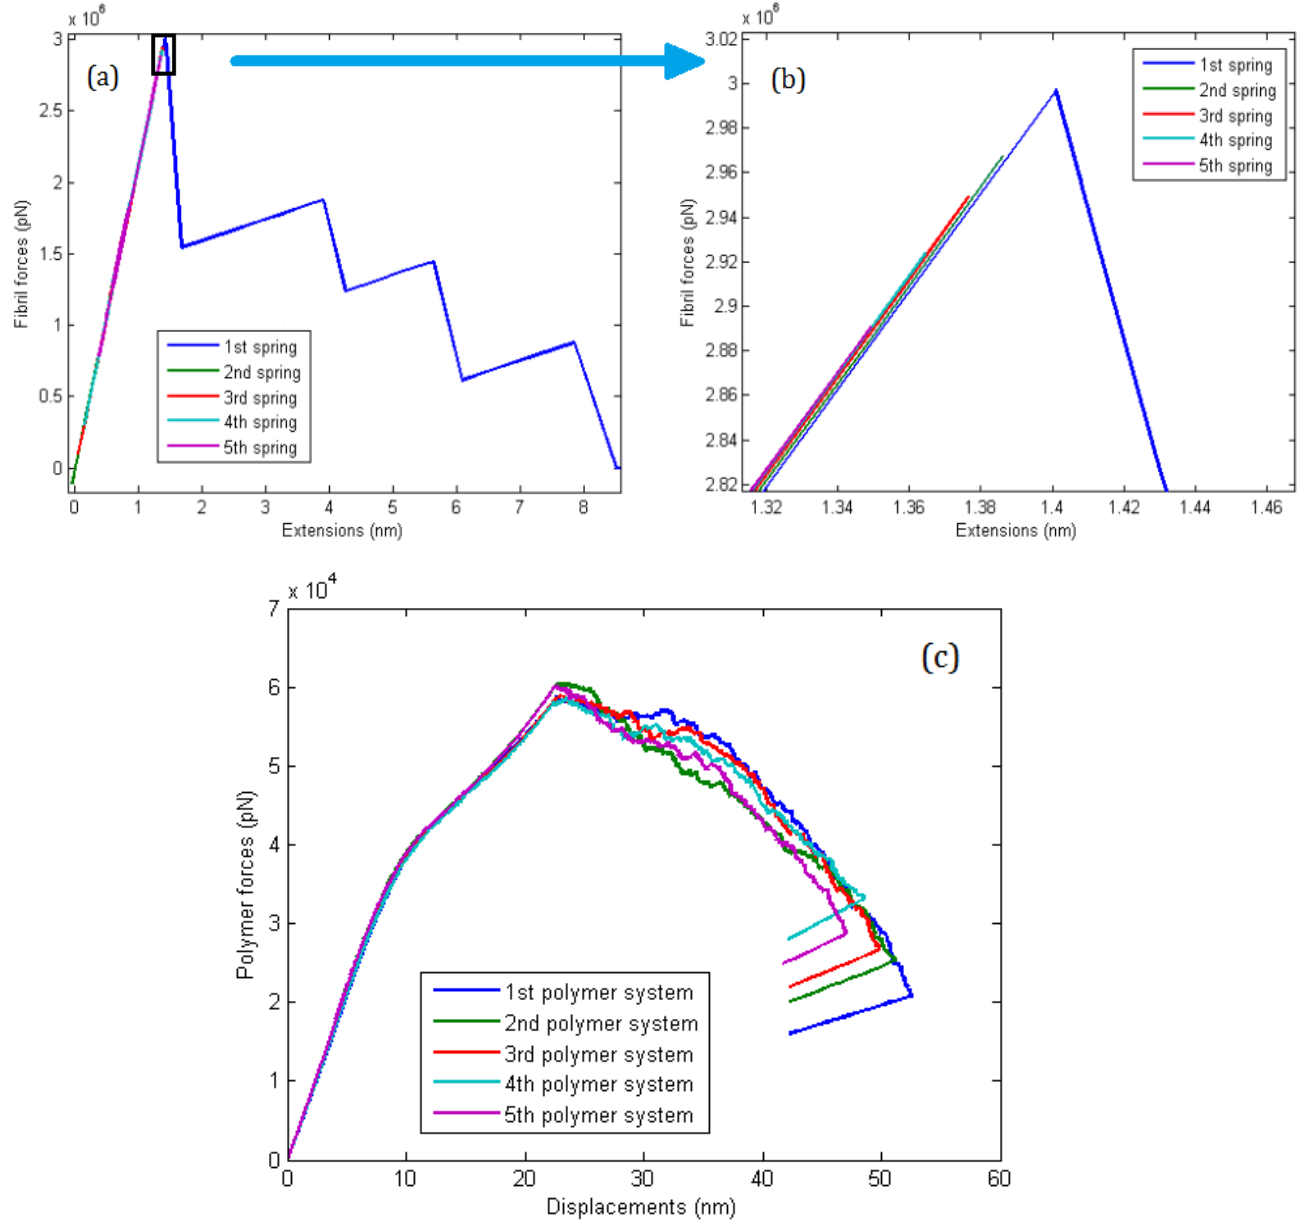 x 10^6
(a)
3
2.5
2
1.5
1
0.5
0
Fibril forces (pN)
1st spring
2nd spring
3rd spring
4th spring
5th spring
0 1 2 3 4 5 6 7 8
Extensions (nm)
x 10^6
(b)
3.02
3
2.98
2.96
2.94
2.92
2.9
2.88
2.86
2.84
2.82
Fibril forces (pN)
1st spring
2nd spring
3rd spring
4th spring
5th spring
1.32 1.34 1.36 1.38 1.4 1.42 1.44 1.46
Extensions (nm)
x 10^4
(c)
7
6
5
4
3
2
1
0
Polymer forces (pN)
1st polymer system
2nd polymer system
3rd polymer system
4th polymer system
5th polymer system
0 10 20 30 40 50 60
Displacements (nm)